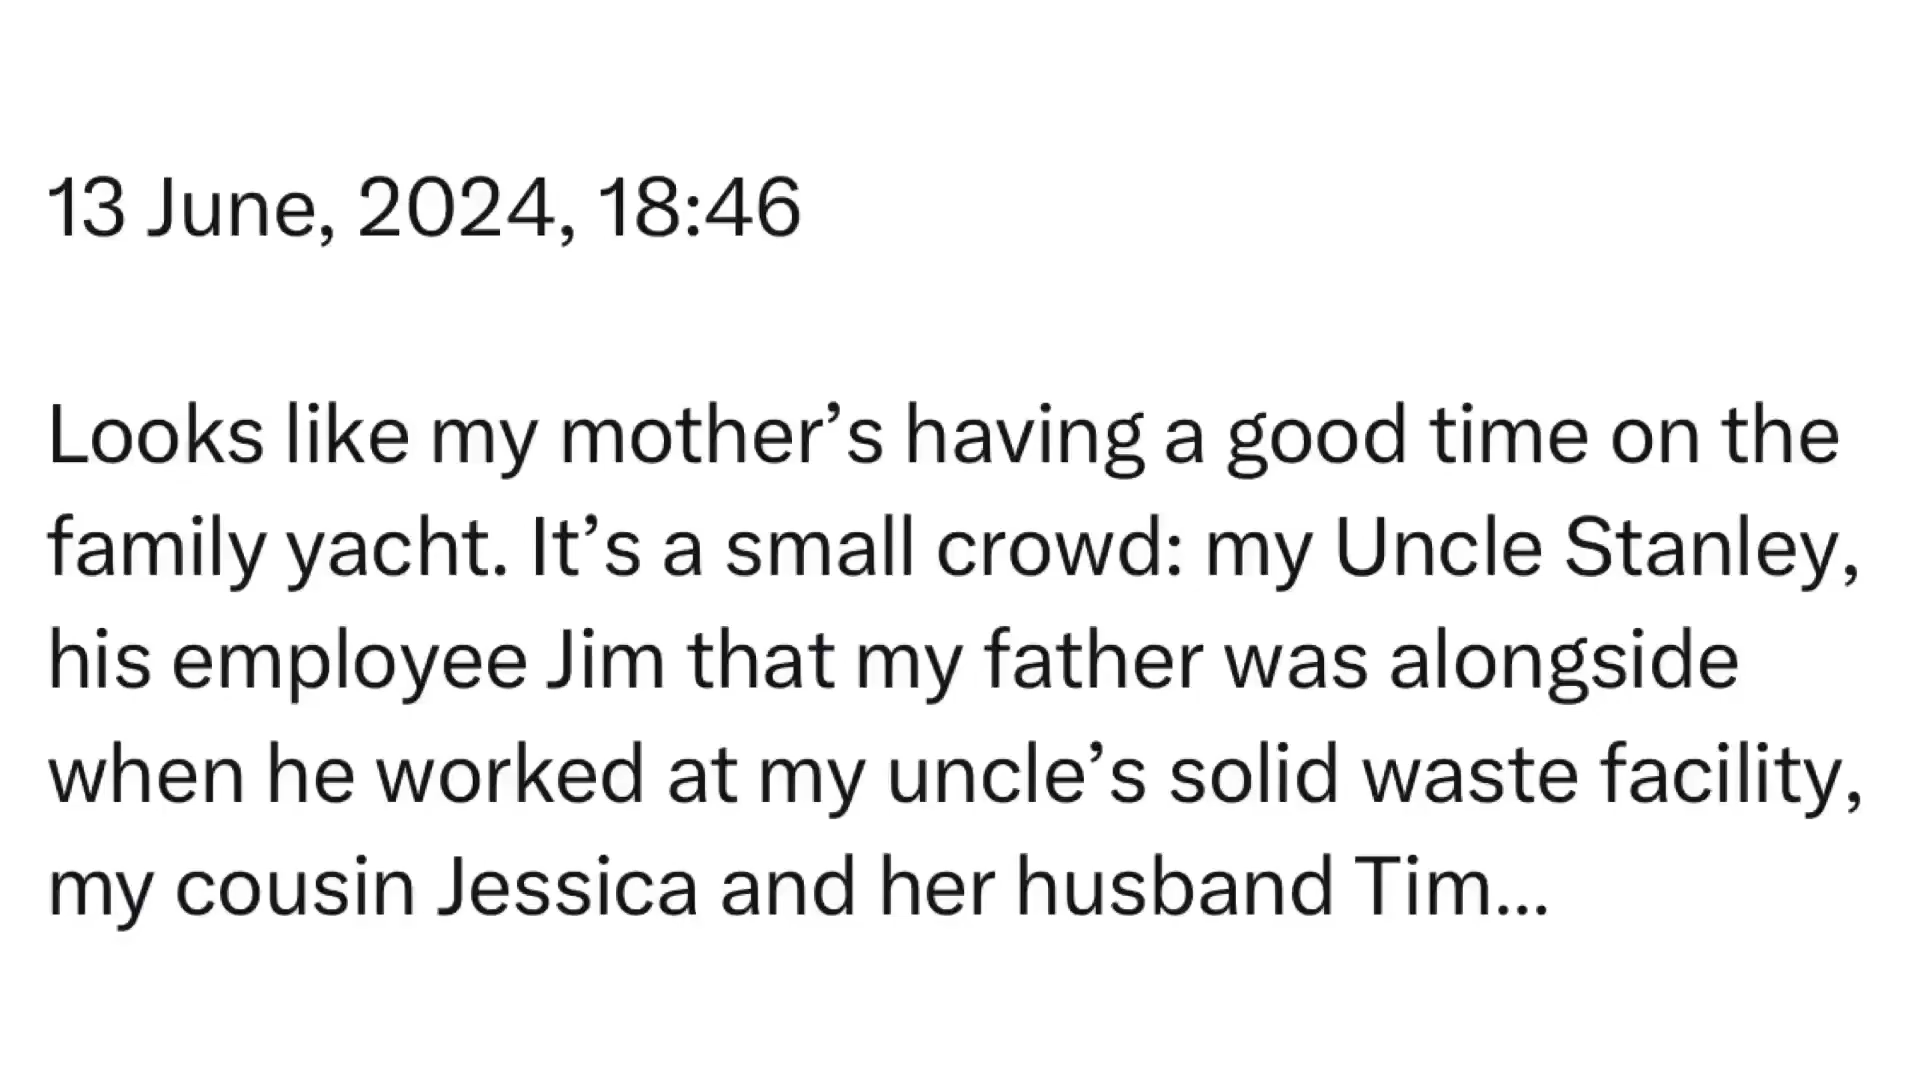 13 June, 2024, 18:46
Looks like my mother’s having a good time on the
family yacht. It’s a small crowd: my Uncle Stanley,
his employee Jim that my father was alongside
when he worked at my uncle’s solid waste facility,
my cousin Jessica and her husband Tim...